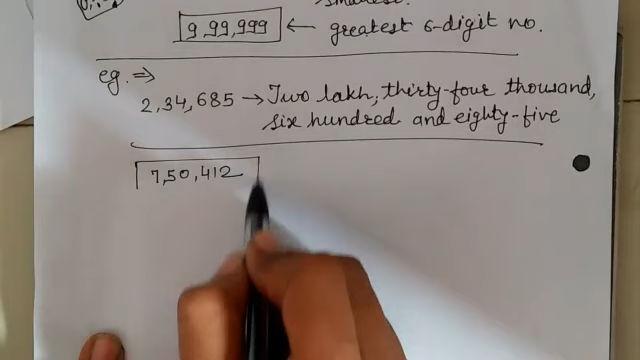 smallest.
9,99,999 ← greatest 6-digit no.
eg. ⇒
2,34,685 → Two lakh, thirty-four thousand,
six hundred and eighty-five
7,50,412